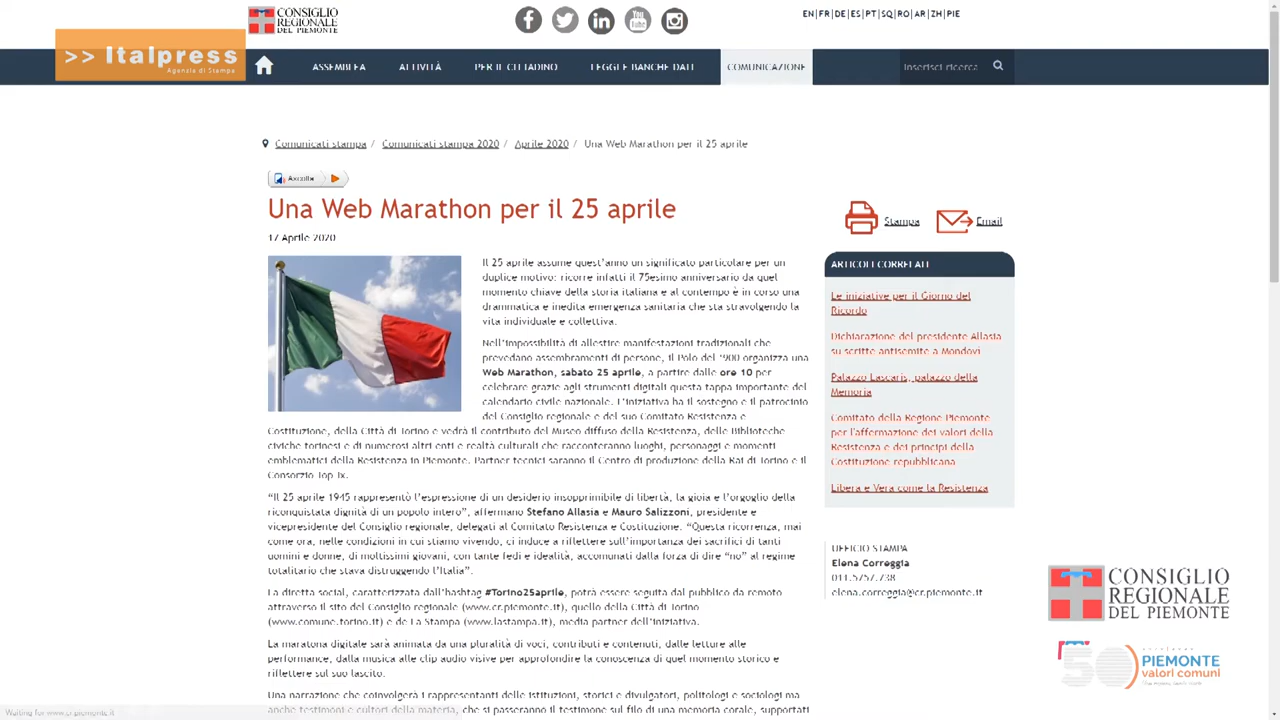 CONSIGLIO
REGIONALE
DEL PIEMONTE
EN|FR|DE|ES|PT|SQ|RO|AR|ZH|PIE
>> Italpress
Agenzia di Stampa
ASSEMBLEA
ATTIVITÀ
PER IL CITTADINO
LEGGI E BANCHE DATI
COMUNICAZIONE
Inserisci ricerca
Comunicati stampa / Comunicati stampa 2020 / Aprile 2020 / Una Web Marathon per il 25 aprile
Ascolta
Una Web Marathon per il 25 aprile
17 Aprile 2020
Il 25 aprile assume quest'anno un significato particolare per un
duplice motivo: ricorre infatti il 75esimo anniversario da quel
momento chiave della storia italiana e al contempo è in corso una
drammatica e inedita emergenza sanitaria che sta stravolgendo la
vita individuale e collettiva.
Nell'impossibilità di allestire manifestazioni tradizionali che
prevedano assembramenti di persone, il Polo del '900 organizza una
Web Marathon, sabato 25 aprile, a partire dalle ore 10 per
celebrare grazie agli strumenti digitali questa tappa importante del
calendario civile nazionale. L'iniziativa ha il sostegno e il patrocinio
del Consiglio regionale e del suo Comitato Resistenza e
Costituzione, della Città di Torino e vedrà il contributo del Museo diffuso della Resistenza, delle Biblioteche
civiche torinesi e di numerosi altri enti e realtà culturali che racconteranno luoghi, personaggi e momenti
emblematici della Resistenza in Piemonte. Partner tecnici saranno il Centro di produzione della Rai di Torino e il
Consorzio Top Ix.
“Il 25 aprile 1945 rappresentò l'espressione di un desiderio insopprimibile di libertà, la gioia e l'orgoglio della
riconquistata dignità di un popolo intero”, affermano Stefano Allasia e Mauro Salizzoni, presidente e
vicepresidente del Consiglio regionale, delegati al Comitato Resistenza e Costituzione. “Questa ricorrenza, mai
come ora, nelle condizioni in cui stiamo vivendo, ci induce a riflettere sull'importanza dei sacrifici di tanti
uomini e donne, di moltissimi giovani, con tante fedi e idealità, accomunati dalla forza di dire “no” al regime
totalitario che stava distruggendo l'Italia”.
La diretta social, caratterizzata dall'hashtag #Torino25aprile, potrà essere seguita dal pubblico da remoto
attraverso il sito del Consiglio regionale (www.cr.piemonte.it), quello della Città di Torino
(www.comune.torino.it) e de La Stampa (www.lastampa.it), media partner dell'iniziativa.
La maratona digitale sarà animata da una pluralità di voci, contributi e contenuti, dalle letture alle
performance, dalla musica alle clip audio visive per approfondire la conoscenza di quel momento storico e
riflettere sul suo lascito.
Una narrazione che coinvolgerà i rappresentanti delle istituzioni, storici e divulgatori, politologi e sociologi ma
anche testimoni e cultori della materia, che si passeranno il testimone sul filo di una memoria corale, supportati
Stampa
Email
ARTICOLI CORRELATI
Le iniziative per il Giorno del
Ricordo
Dichiarazione del presidente Allasia
su scritte antisemite a Mondovì
Palazzo Lascaris, palazzo della
Memoria
Comitato della Regione Piemonte
per l'affermazione dei valori della
Resistenza e dei principi della
Costituzione repubblicana
Libera e Vera come la Resistenza
UFFICIO STAMPA
Elena Correggia
011.5757.738
elena.correggia@cr.piemonte.it
CONSIGLIO
REGIONALE
DEL PIEMONTE
50
PIEMONTE
valori comuni
Waiting for www.cr.piemonte.it